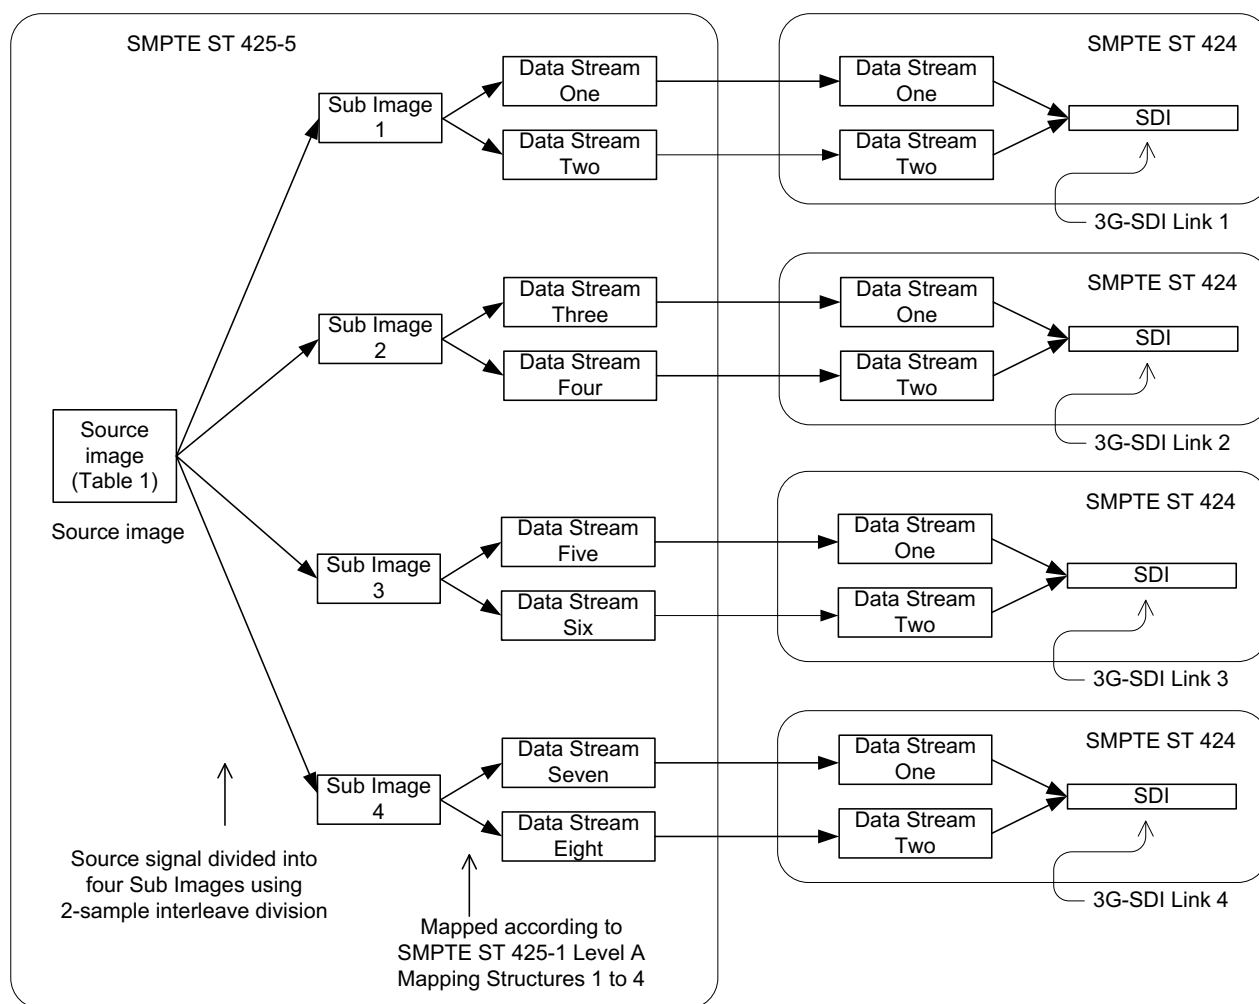 SMPTE ST 425-5
SMPTE ST 424
Data Stream
One
Data Stream
One
Sub Image
1
SDI
Data Stream
Two
Data Stream
Two
3G-SDI Link 1
SMPTE ST 424
Data Stream
Three
Data Stream
One
Sub Image
2
SDI
Data Stream
Four
Data Stream
Two
3G-SDI Link 2
Source
image
(Table 1)
Source image
SMPTE ST 424
Data Stream
Five
Data Stream
One
Sub Image
3
SDI
Data Stream
Six
Data Stream
Two
3G-SDI Link 3
SMPTE ST 424
Data Stream
Seven
Data Stream
One
Sub Image
4
SDI
Data Stream
Eight
Data Stream
Two
3G-SDI Link 4
Source signal divided into
four Sub Images using
2-sample interleave division
Mapped according to
SMPTE ST 425-1 Level A
Mapping Structures 1 to 4